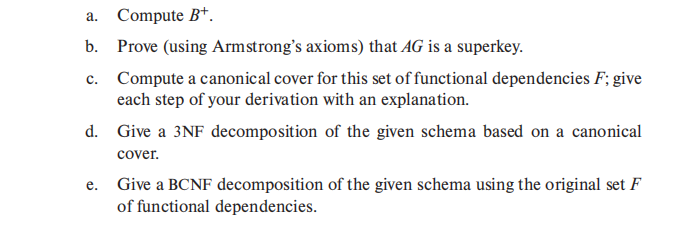 a. Compute B⁺.
b. Prove (using Armstrong's axioms) that AG is a superkey.
c. Compute a canonical cover for this set of functional dependencies F; give
each step of your derivation with an explanation.
d. Give a 3NF decomposition of the given schema based on a canonical
cover.
e. Give a BCNF decomposition of the given schema using the original set F
of functional dependencies.